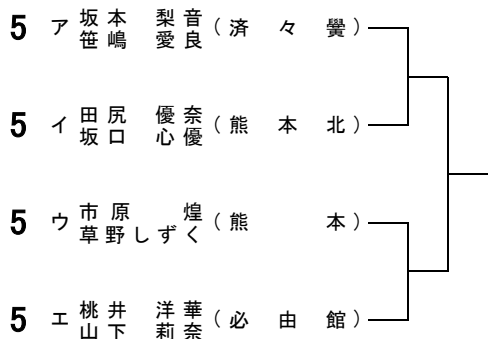 5 ア 坂本 梨音 (済々黌)
笹嶋 愛良
5 イ 田尻 優奈 (熊本北)
坂口 心優
5 ウ 市原 煌 (熊本)
草野しずく
5 エ 桃井 洋華 (必由館)
山下 莉奈